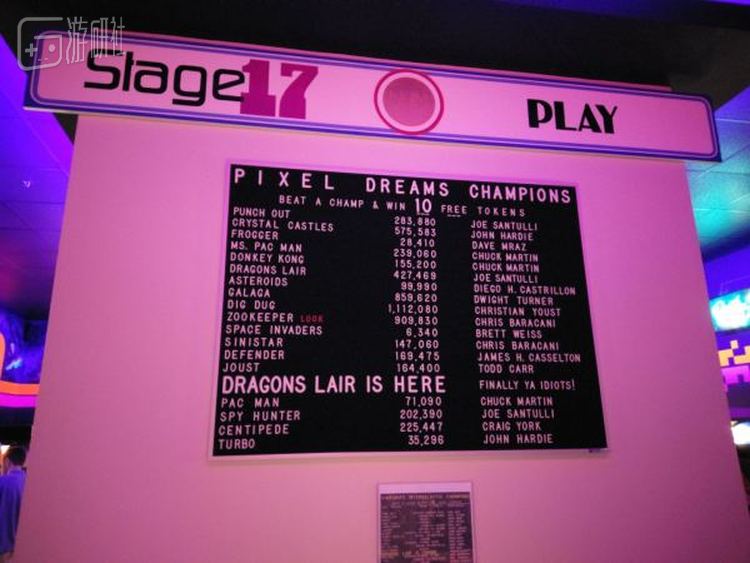 游研社
Stage17 PLAY
PIXEL DREAMS CHAMPIONS
BEAT A CHAMP & WIN 10 FREE TOKENS
PUNCH OUT 283,880 JOE SANTULLI
CRYSTAL CASTLES 575,583 JOHN HARDIE
FROGGER 28,410 DAVE MRAZ
MS. PAC MAN 239,060 CHUCK MARTIN
DONKEY KONG 155,200 CHUCK MARTIN
DRAGONS LAIR 427,469 JOE SANTULLI
ASTEROIDS 99,990 DIEGO H. CASTRILLON
GALAGA 859,620 DWIGHT TURNER
DIG DUG 1,112,080 CHRISTIAN YOUST
ZOOKEEPER LOOK 909,830 CHRIS BARACANI
SPACE INVADERS 6,340 BRETT WEISS
SINISTAR 147,060 CHRIS BARACANI
DEFENDER 169,475 JAMES H. CASSELTON
JOUST 164,400 TODD CARR
DRAGONS LAIR IS HERE FINALLY YA IDIOTS!
PAC MAN 71,090 CHUCK MARTIN
SPY HUNTER 202,390 JOE SANTULLI
CENTIPEDE 225,447 CRAIG YORK
TURBO 35,296 JOHN HARDIE